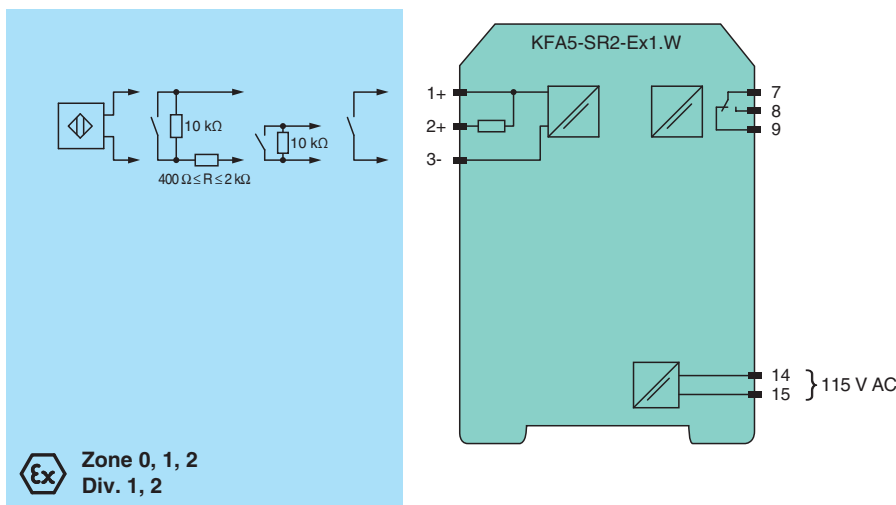 KFA5-SR2-Ex1.W
1+
2+
3-
7
8
9
10 kΩ
10 kΩ
400 Ω ≤ R ≤ 2 kΩ
14
15
115 V AC
Ex
Zone 0, 1, 2
Div. 1, 2